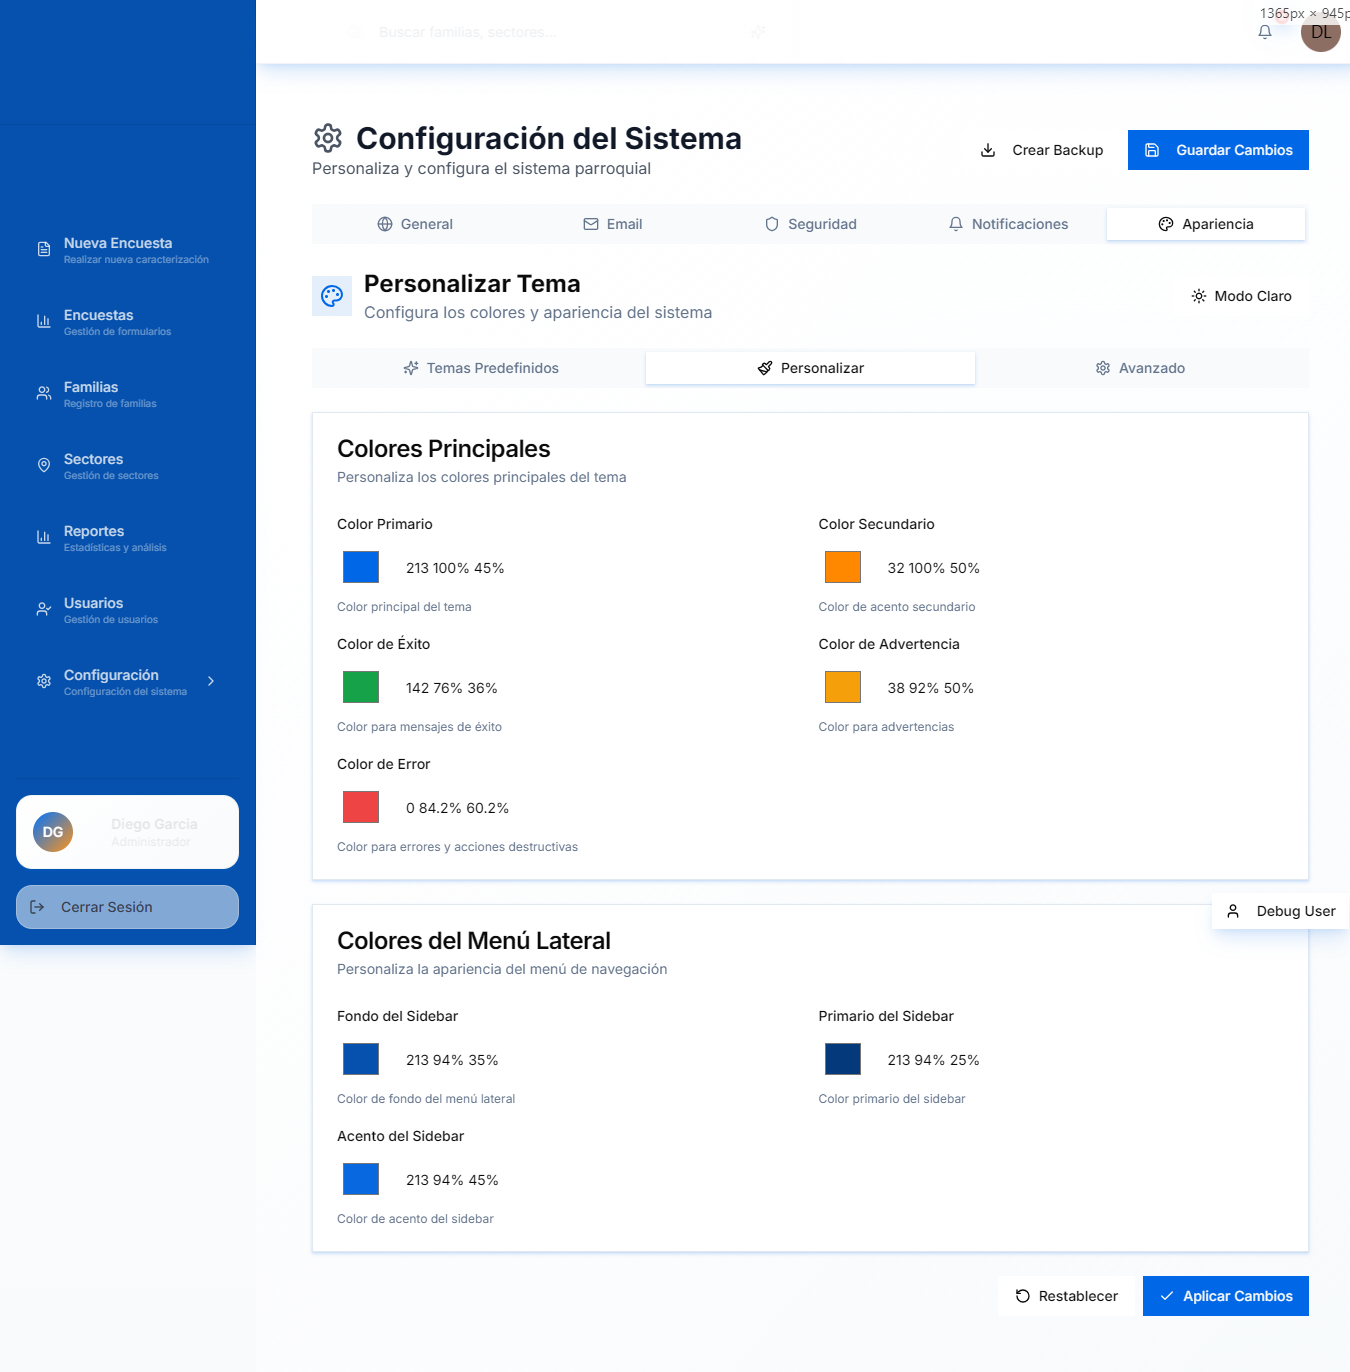 1365px × 945p
Buscar familias, sectores...
DL
Configuración del Sistema
Personaliza y configura el sistema parroquial
Crear Backup
Guardar Cambios
General
Email
Seguridad
Notificaciones
Apariencia
Personalizar Tema
Configura los colores y apariencia del sistema
Modo Claro
Temas Predefinidos
Personalizar
Avanzado
Nueva Encuesta
Realizar nueva caracterización
Encuestas
Gestión de formularios
Familias
Registro de familias
Sectores
Gestión de sectores
Reportes
Estadísticas y análisis
Usuarios
Gestión de usuarios
Configuración
Configuración del sistema
DG
Diego Garcia
Administrador
Cerrar Sesión
Colores Principales
Personaliza los colores principales del tema
Color Primario
213 100% 45%
Color principal del tema
Color Secundario
32 100% 50%
Color de acento secundario
Color de Éxito
142 76% 36%
Color para mensajes de éxito
Color de Advertencia
38 92% 50%
Color para advertencias
Color de Error
0 84.2% 60.2%
Color para errores y acciones destructivas
Debug User
Colores del Menú Lateral
Personaliza la apariencia del menú de navegación
Fondo del Sidebar
213 94% 35%
Color de fondo del menú lateral
Primario del Sidebar
213 94% 25%
Color primario del sidebar
Acento del Sidebar
213 94% 45%
Color de acento del sidebar
Restablecer
Aplicar Cambios